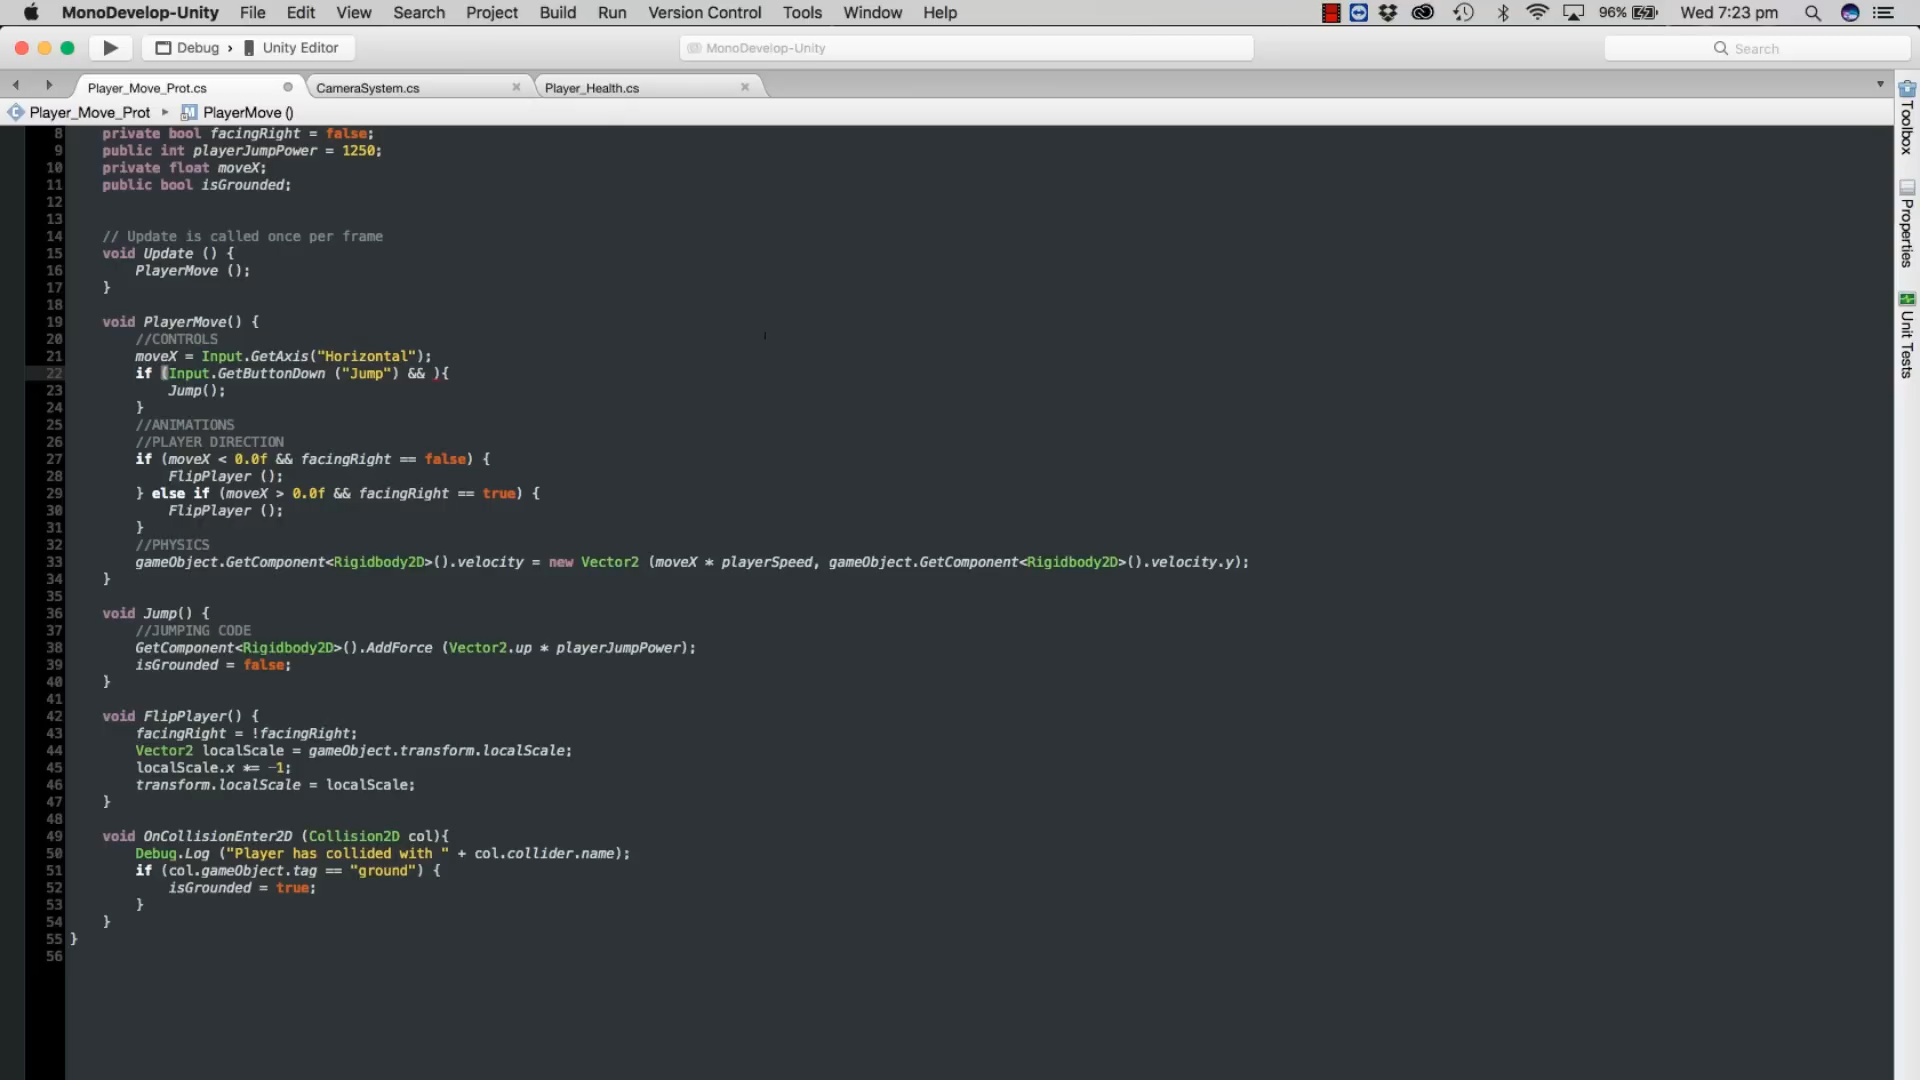 MonoDevelop-Unity File Edit View Search Project Build Run Version Control Tools Window Help 96% Wed 7:23 pm
Debug › Unity Editor MonoDevelop-Unity Search
Player_Move_Prot.cs CameraSystem.cs Player_Health.cs
Player_Move_Prot PlayerMove ()
8 private bool facingRight = false;
9 public int playerJumpPower = 1250;
10 private float moveX;
11 public bool isGrounded;
12
13
14 // Update is called once per frame
15 void Update () {
16 PlayerMove ();
17 }
18
19 void PlayerMove() {
20 //CONTROLS
21 moveX = Input.GetAxis("Horizontal");
22 if (Input.GetButtonDown ("Jump") && ){
23 Jump();
24 }
25 //ANIMATIONS
26 //PLAYER DIRECTION
27 if (moveX < 0.0f && facingRight == false) {
28 FlipPlayer ();
29 } else if (moveX > 0.0f && facingRight == true) {
30 FlipPlayer ();
31 }
32 //PHYSICS
33 gameObject.GetComponent<Rigidbody2D>().velocity = new Vector2 (moveX * playerSpeed, gameObject.GetComponent<Rigidbody2D>().velocity.y);
34 }
35
36 void Jump() {
37 //JUMPING CODE
38 GetComponent<Rigidbody2D>().AddForce (Vector2.up * playerJumpPower);
39 isGrounded = false;
40 }
41
42 void FlipPlayer() {
43 facingRight = !facingRight;
44 Vector2 localScale = gameObject.transform.localScale;
45 localScale.x *= -1;
46 transform.localScale = localScale;
47 }
48
49 void OnCollisionEnter2D (Collision2D col){
50 Debug.Log ("Player has collided with " + col.collider.name);
51 if (col.gameObject.tag == "ground") {
52 isGrounded = true;
53 }
54 }
55 }
56
Toolbox
Properties
Unit Tests